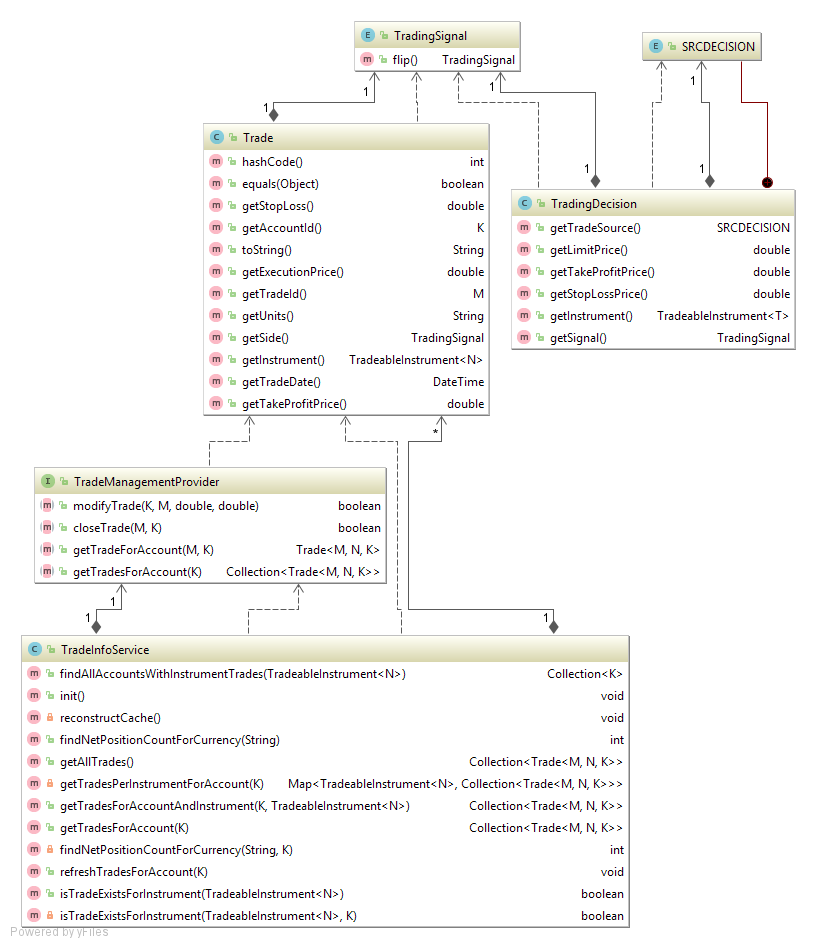 E TradingSignal
m flip() TradingSignal
E SRCDECISION
1
1
1
1
1
1
C Trade
m hashCode() int
m equals(Object) boolean
m getStopLoss() double
m getAccountId() K
m toString() String
m getExecutionPrice() double
m getTradeId() M
m getUnits() String
m getSide() TradingSignal
m getInstrument() TradeableInstrument<N>
m getTradeDate() DateTime
m getTakeProfitPrice() double
C TradingDecision
m getTradeSource() SRCDECISION
m getLimitPrice() double
m getTakeProfitPrice() double
m getStopLossPrice() double
m getInstrument() TradeableInstrument<T>
m getSignal() TradingSignal
*
I TradeManagementProvider
m modifyTrade(K, M, double, double) boolean
m closeTrade(M, K) boolean
m getTradeForAccount(M, K) Trade<M, N, K>
m getTradesForAccount(K) Collection<Trade<M, N, K>>
1
1
1
C TradeInfoService
m findAllAccountsWithInstrumentTrades(TradeableInstrument<N>) Collection<K>
m init() void
m reconstructCache() void
m findNetPositionCountForCurrency(String) int
m getAllTrades() Collection<Trade<M, N, K>>
m getTradesPerInstrumentForAccount(K) Map<TradeableInstrument<N>, Collection<Trade<M, N, K>>>
m getTradesForAccountAndInstrument(K, TradeableInstrument<N>) Collection<Trade<M, N, K>>
m getTradesForAccount(K) Collection<Trade<M, N, K>>
m findNetPositionCountForCurrency(String, K) int
m refreshTradesForAccount(K) void
m isTradeExistsForInstrument(TradeableInstrument<N>) boolean
m isTradeExistsForInstrument(TradeableInstrument<N>, K) boolean
Powered by yFiles